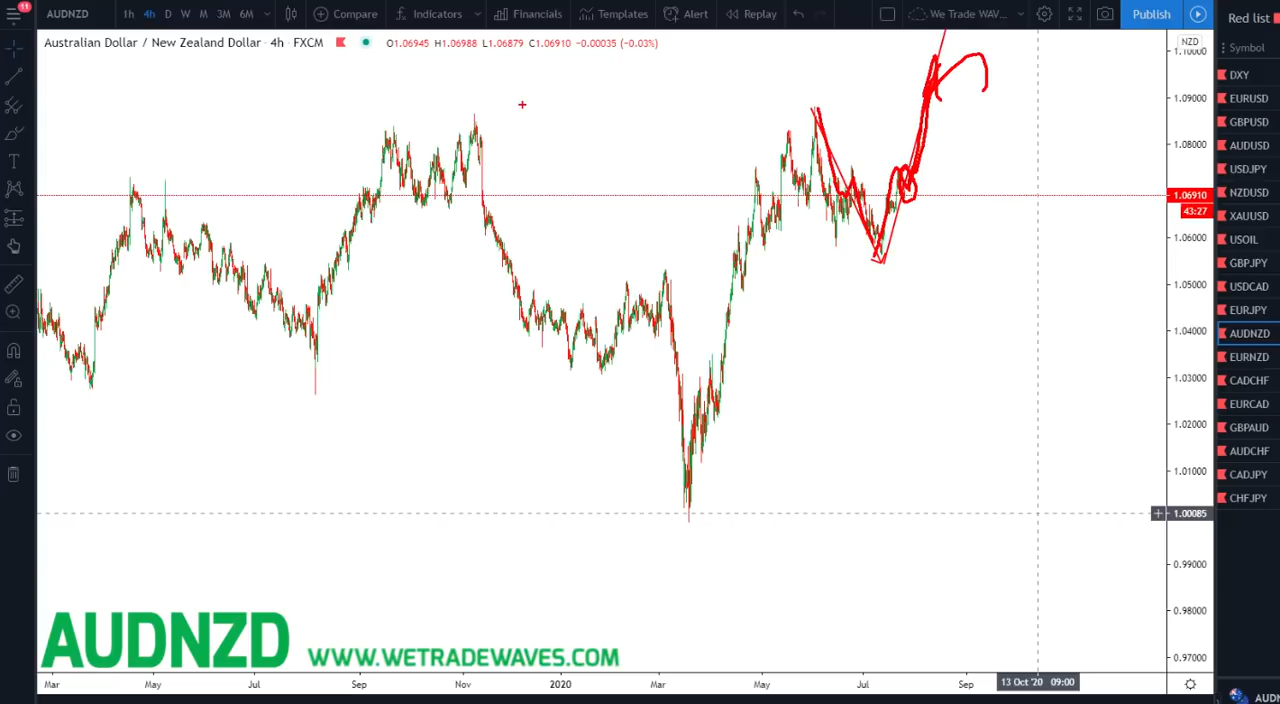 11
AUDNZD 1h 4h D W M 3M 6M Compare Indicators Financials Templates Alert Replay We Trade WAV... Publish Red list
Australian Dollar / New Zealand Dollar · 4h · FXCM O1.06945 H1.06988 L1.06879 C1.06910 -0.00035 (-0.03%)
NZD
Symbol
1.10000
1.09000
1.08000
1.06910
43:27
1.06000
1.05000
1.04000
1.03000
1.02000
1.01000
1.00085
0.99000
0.98000
0.97000
DXY
EURUSD
GBPUSD
AUDUSD
USDJPY
NZDUSD
XAUUSD
USOIL
GBPJPY
USDCAD
EURJPY
AUDNZD
EURNZD
CADCHF
EURCAD
GBPAUD
AUDCHF
CADJPY
CHFJPY
AUDNZD WWW.WETRADEWAVES.COM
Mar May Jul Sep Nov 2020 Mar May Jul Sep 13 Oct '20 09:00
AUDN